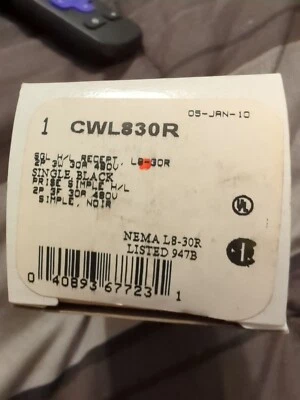 05-JAN-10
1 CWL830R
SGL H/L RECEPT, L8-30R
2P 3W 30A 480V
SINGLE BLACK
PRISE SIMPLE H/L
2P 3F 30A 480V
SIMPLE, NOIR
UL
NEMA L8-30R
LISTED 947B
0 40893 67723 1